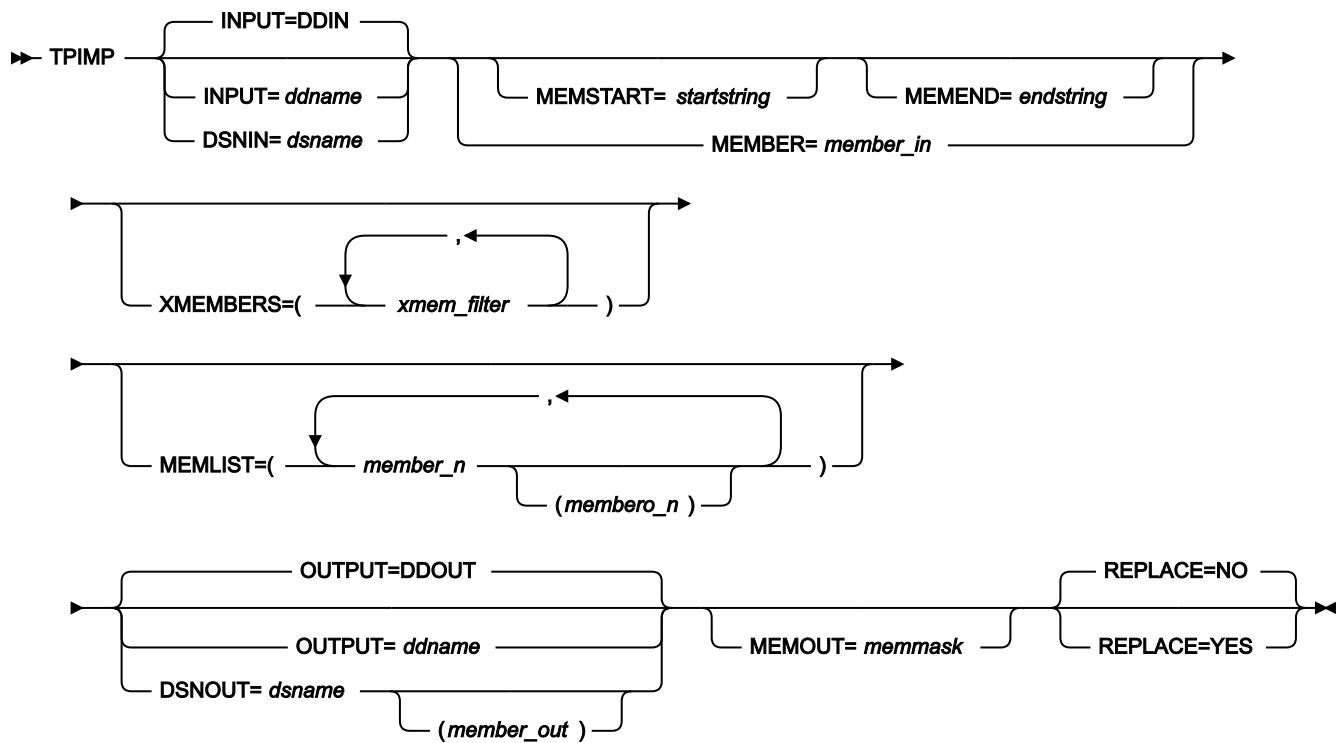 INPUT=DDIN
TPIMP
INPUT= ddname
DSNIN= dsname
MEMSTART= startstring
MEMEND= endstring
MEMBER= member_in
,
XMEMBERS=( xmem_filter )
,
MEMLIST=( member_n )
(membero_n )
OUTPUT=DDOUT
OUTPUT= ddname
DSNOUT= dsname
(member_out )
MEMOUT= memmask
REPLACE=NO
REPLACE=YES